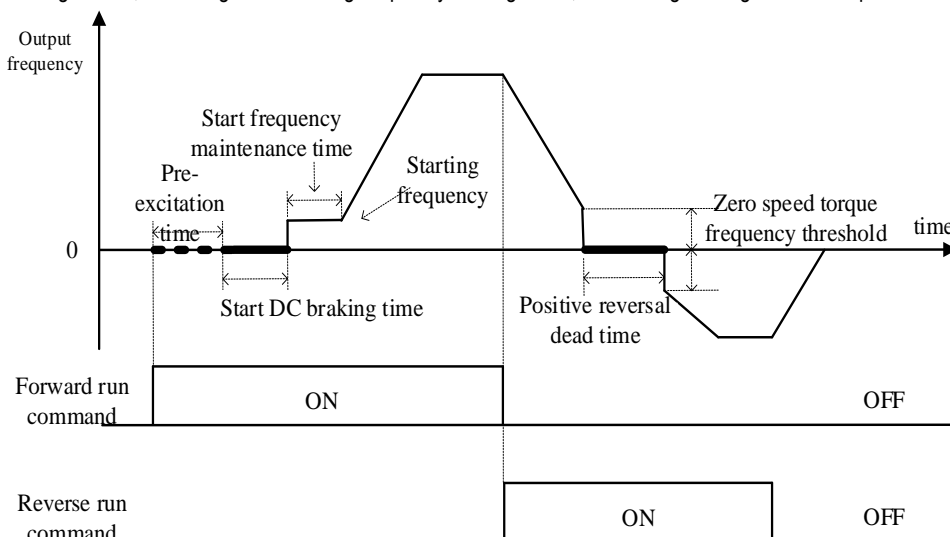 Output
frequency
Start frequency
maintenance time
Pre-
excitation
time
Starting
frequency
Zero speed torque
frequency threshold
time
0
Start DC braking time
Positive reversal
dead time
Forward run
command
ON
OFF
Reverse run
command
ON
OFF